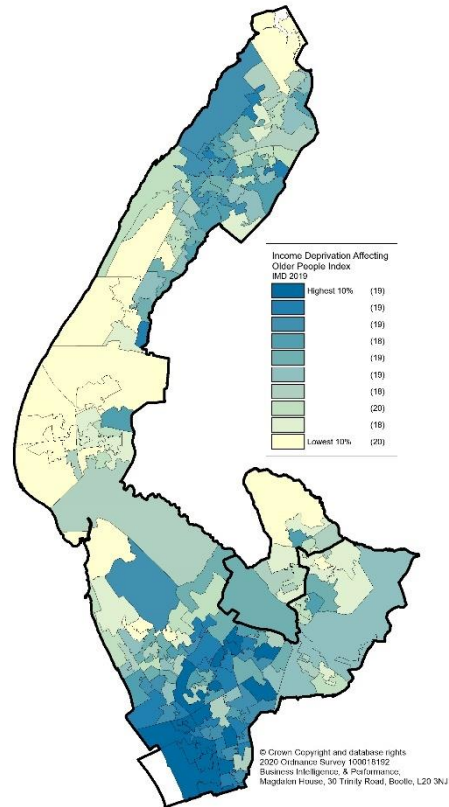 Income Deprivation Affecting
Older People Index
IMD 2019
Highest 10% (19)
(19)
(19)
(18)
(19)
(19)
(18)
(20)
(18)
Lowest 10% (20)
© Crown Copyright and database rights
2020 Ordnance Survey 100018192
Business Intelligence, & Performance,
Magdalen House, 30 Trinity Road, Bootle, L20 3NJ